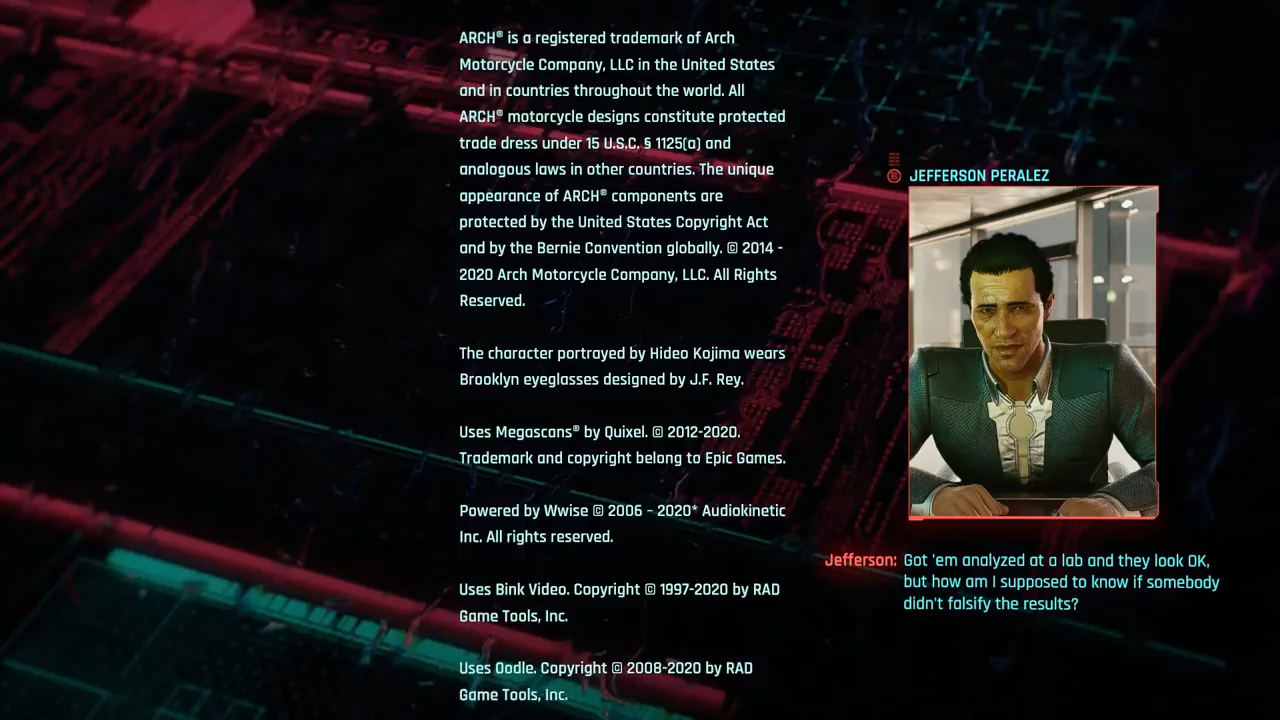 ARCH® is a registered trademark of Arch
Motorcycle Company, LLC in the United States
and in countries throughout the world. All
ARCH® motorcycle designs constitute protected
trade dress under 15 U.S.C. § 1125(a) and
analogous laws in other countries. The unique
appearance of ARCH® components are
protected by the United States Copyright Act
and by the Bernie Convention globally. © 2014 -
2020 Arch Motorcycle Company, LLC. All Rights
Reserved.
The character portrayed by Hideo Kojima wears
Brooklyn eyeglasses designed by J.F. Rey.
Uses Megascans® by Quixel. © 2012-2020.
Trademark and copyright belong to Epic Games.
Powered by Wwise © 2006 – 2020* Audiokinetic
Inc. All rights reserved.
Uses Bink Video. Copyright © 1997-2020 by RAD
Game Tools, Inc.
Uses Oodle. Copyright © 2008-2020 by RAD
Game Tools, Inc.
JEFFERSON PERALEZ
Jefferson: Got 'em analyzed at a lab and they look OK,
but how am I supposed to know if somebody
didn't falsify the results?